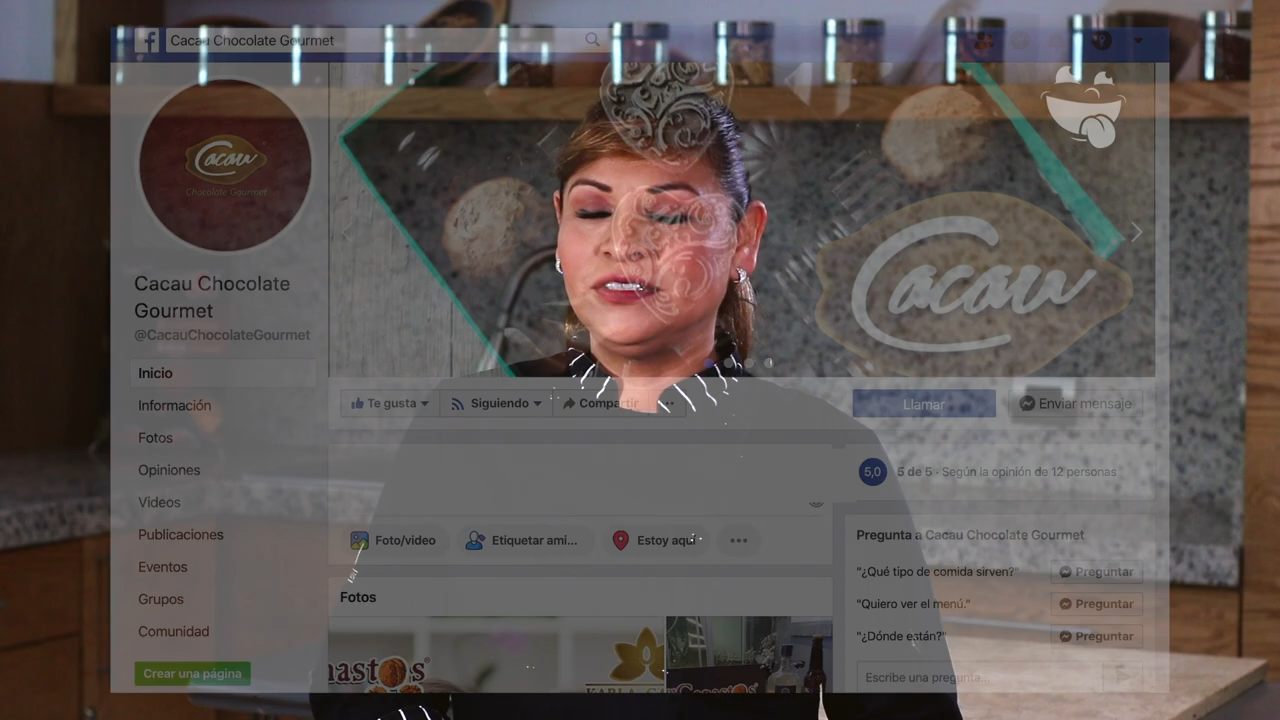 Cacau Chocolate Gourmet
Cacau
Chocolate Gourmet
Cacau Chocolate
Gourmet
@CacauChocolateGourmet
Inicio
Información
Fotos
Opiniones
Videos
Publicaciones
Eventos
Grupos
Comunidad
Crear una página
Cacau
Te gusta
Siguiendo
Compartir
Llamar
Enviar mensaje
5,0 5 de 5 · Según la opinión de 12 personas
Foto/video
Etiquetar ami...
Estoy aquí
Fotos
Pregunta a Cacau Chocolate Gourmet
"¿Qué tipo de comida sirven?" Preguntar
"Quiero ver el menú." Preguntar
"¿Dónde están?" Preguntar
Escribe una pregunta...
Canastos